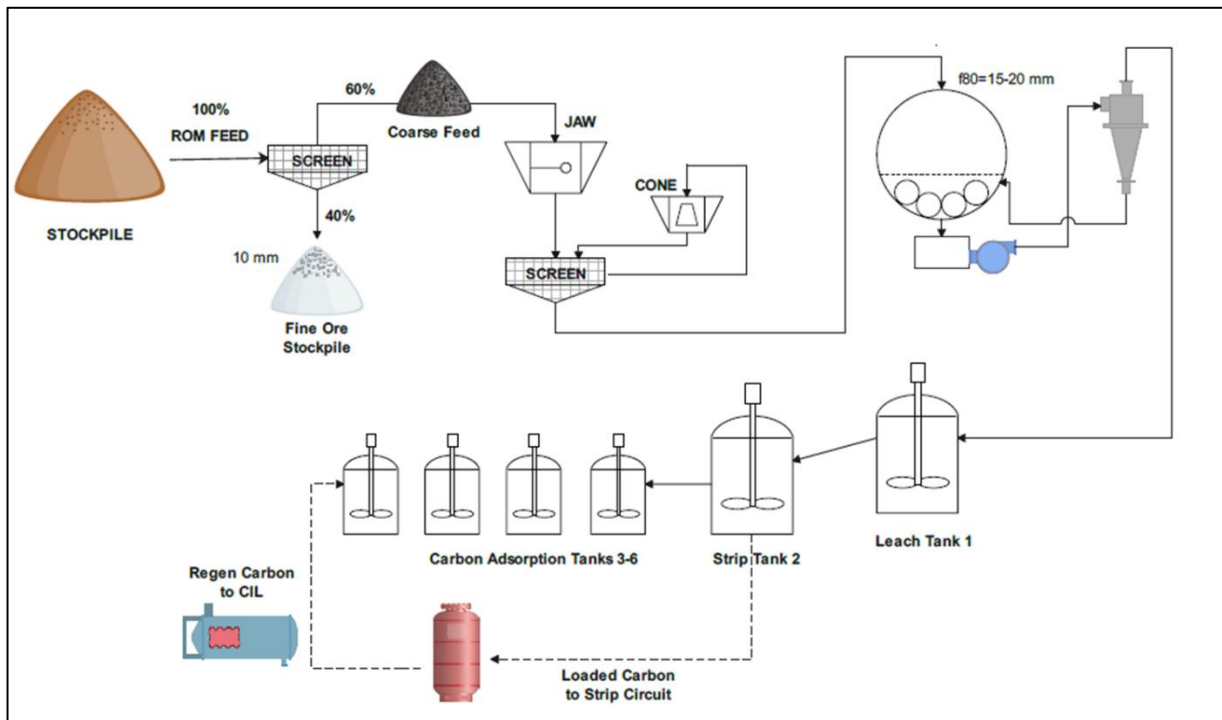 60%
100%
ROM FEED
SCREEN
Coarse Feed
JAW
f80=15-20 mm
CONE
STOCKPILE
40%
10 mm
SCREEN
Fine Ore
Stockpile
Carbon Adsorption Tanks 3-6
Strip Tank 2
Leach Tank 1
Regen Carbon
to CIL
Loaded Carbon
to Strip Circuit